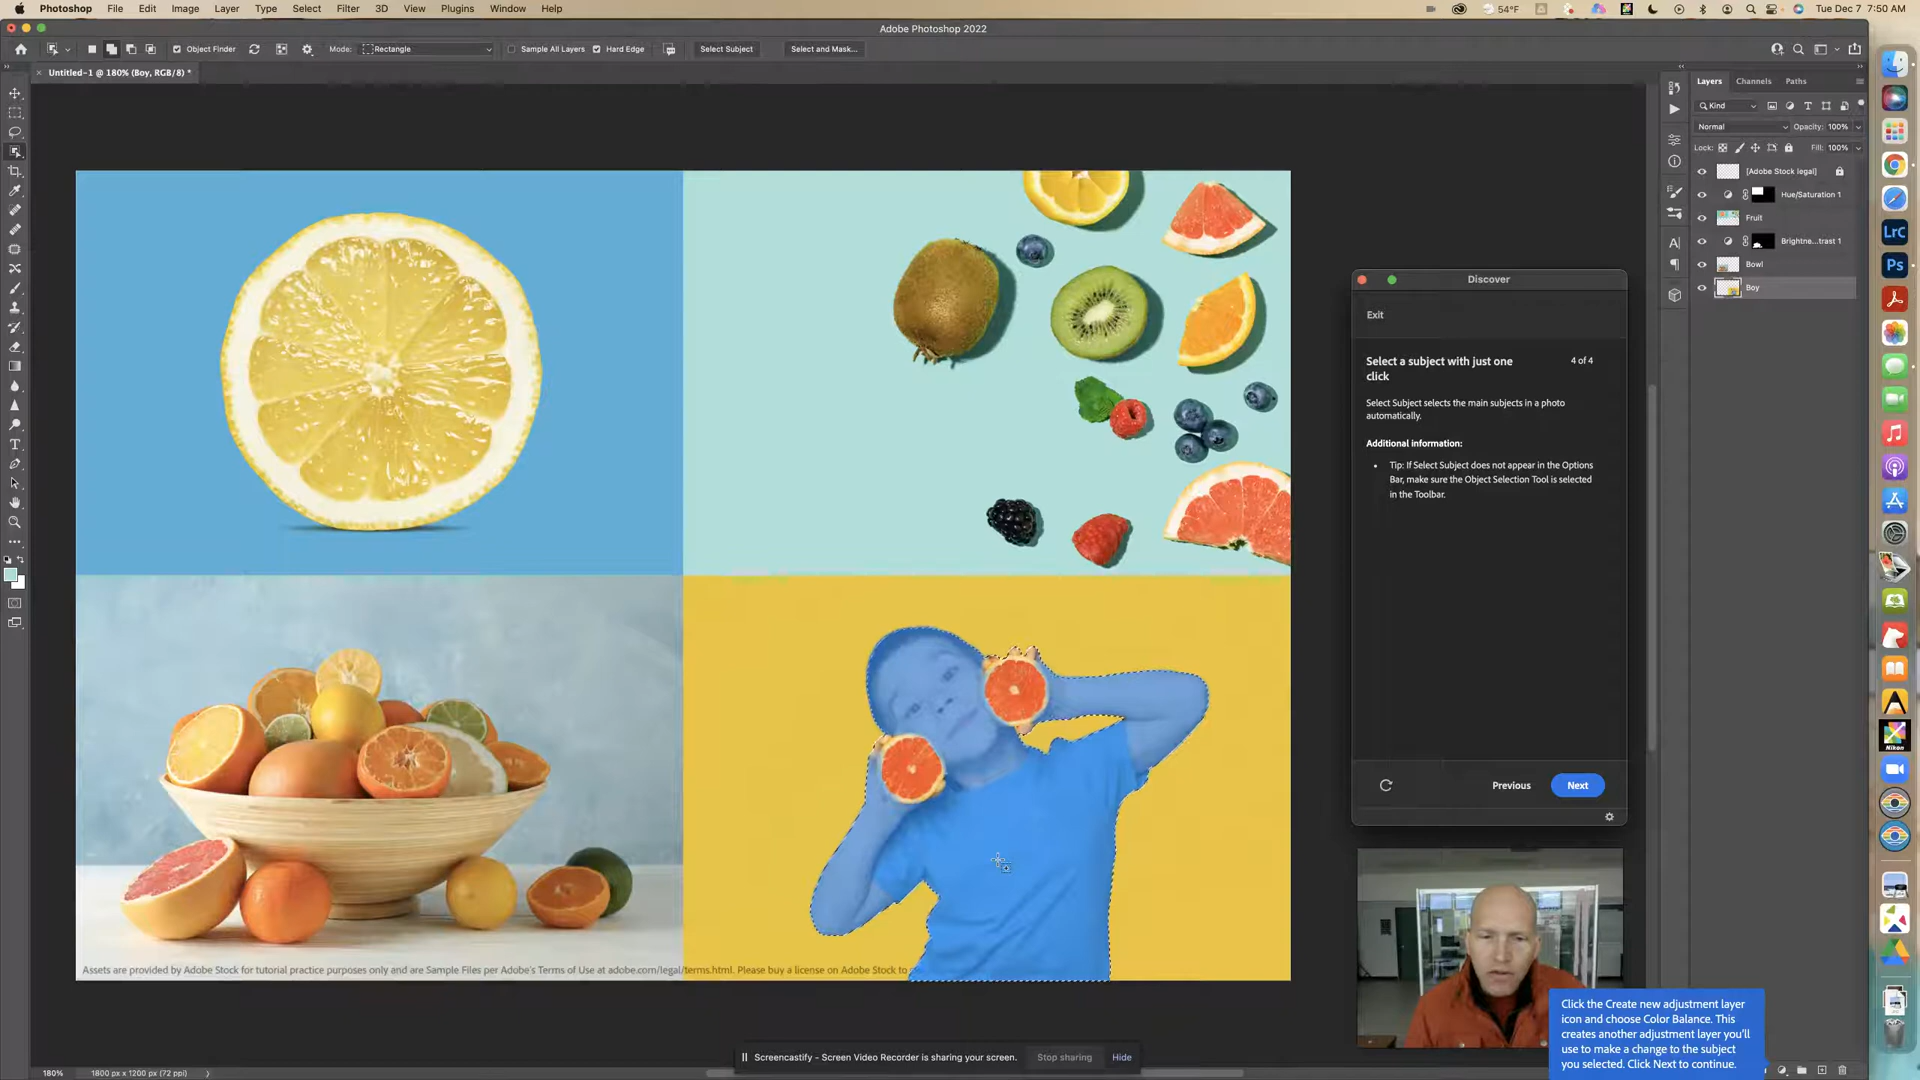 Photoshop File Edit Image Layer Type Select Filter 3D View Plugins Window Help 54°F Tue Dec 7 7:50 AM
Adobe Photoshop 2022
Object Finder Mode: Rectangle Sample All Layers Hard Edge Select Subject Select and Mask...
× Untitled-1 @ 180% (Boy, RGB/8) *
Layers Channels Paths
Kind
Normal Opacity: 100%
Lock: Fill: 100%
[Adobe Stock legal]
Hue/Saturation 1
Fruit
Brightne...trast 1
Bowl
Boy
Discover
Exit
Select a subject with just one click 4 of 4
Select Subject selects the main subjects in a photo
automatically.
Additional information:
• Tip: If Select Subject does not appear in the Options
Bar, make sure the Object Selection Tool is selected
in the Toolbar.
Previous Next
LrC
Ps
Nikon
Assets are provided by Adobe Stock for tutorial practice purposes only and are Sample Files per Adobe's Terms of Use at adobe.com/legal/terms.html. Please buy a license on Adobe Stock to
Click the Create new adjustment layer
icon and choose Color Balance. This
creates another adjustment layer you'll
use to make a change to the subject
you selected. Click Next to continue.
Screencastify - Screen Video Recorder is sharing your screen. Stop sharing Hide
180% 1800 px x 1200 px (72 ppi)